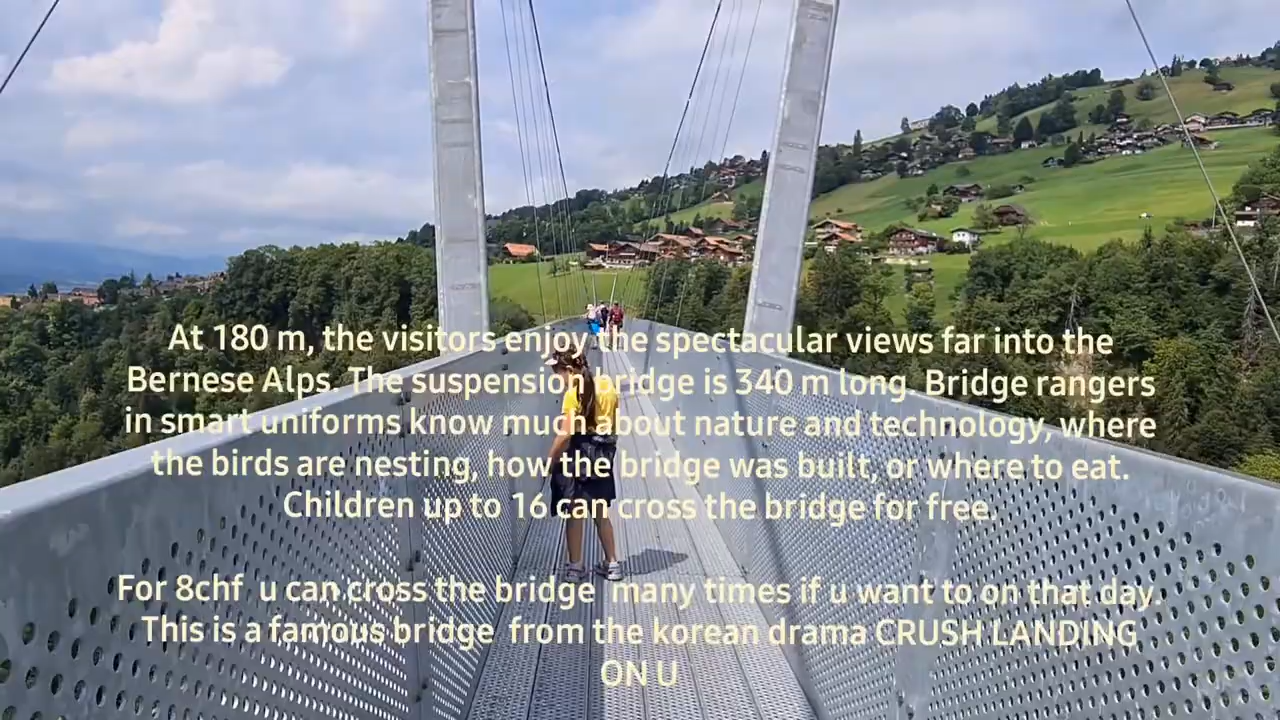 At 180 m, the visitors enjoy the spectacular views far into the
Bernese Alps. The suspension bridge is 340 m long. Bridge rangers
in smart uniforms know much about nature and technology, where
the birds are nesting, how the bridge was built, or where to eat.
Children up to 16 can cross the bridge for free.
For 8chf u can cross the bridge many times if u want to on that day.
This is a famous bridge from the korean drama CRUSH LANDING
ON U